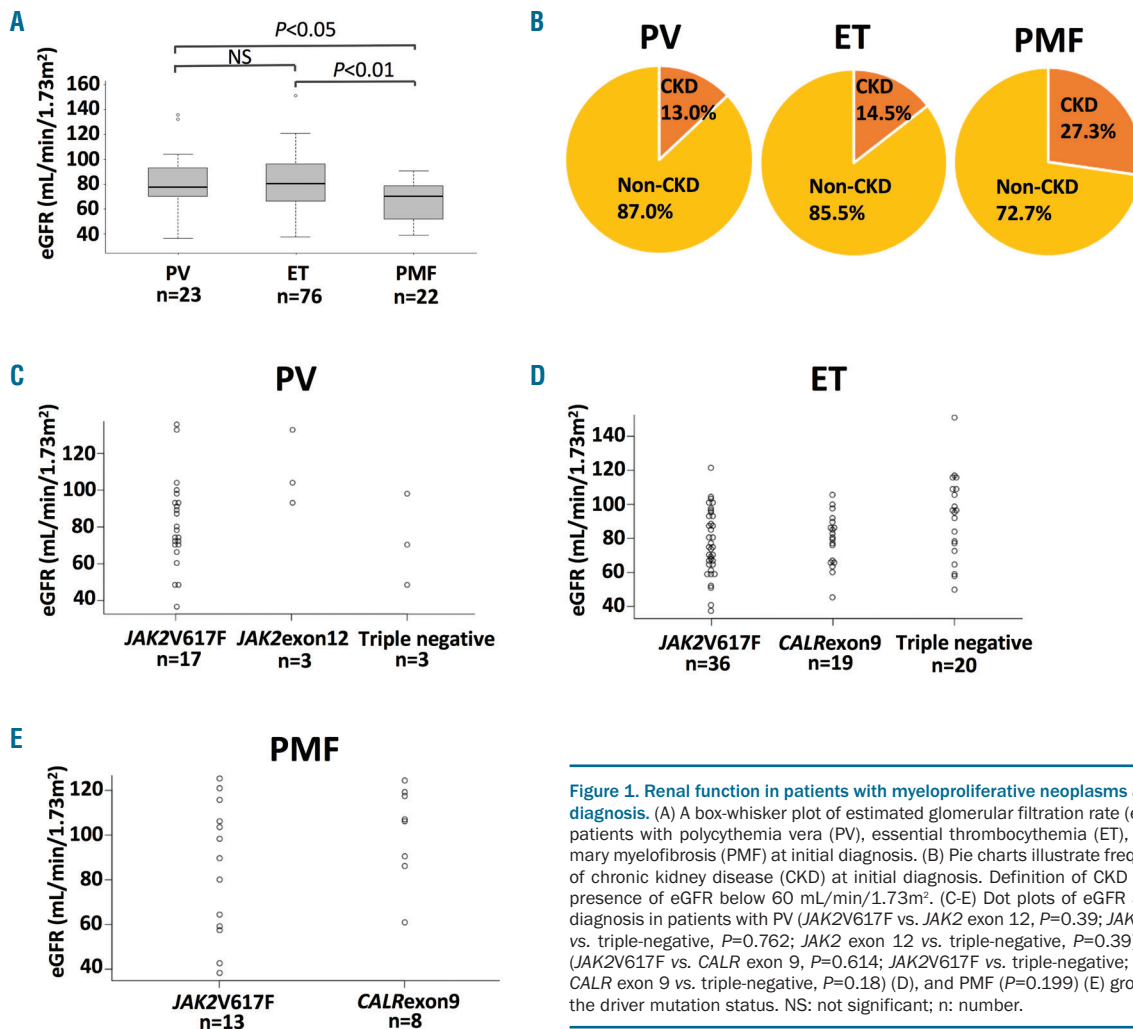 A
P<0.05
NS
P<0.01
eGFR (mL/min/1.73m²)
160
140
120
100
80
60
40
PV
n=23
ET
n=76
PMF
n=22
B
PV
ET
PMF
CKD
13.0%
Non-CKD
87.0%
CKD
14.5%
Non-CKD
85.5%
CKD
27.3%
Non-CKD
72.7%
C
PV
eGFR (mL/min/1.73m²)
120
100
80
60
40
JAK2V617F
n=17
JAK2exon12
n=3
Triple negative
n=3
D
ET
eGFR (mL/min/1.73m²)
140
120
100
80
60
40
JAK2V617F
n=36
CALRexon9
n=19
Triple negative
n=20
E
PMF
eGFR (mL/min/1.73m²)
120
100
80
60
40
JAK2V617F
n=13
CALRexon9
n=8
Figure 1. Renal function in patients with myeloproliferative neoplasms
diagnosis. (A) A box-whisker plot of estimated glomerular filtration rate
patients with polycythemia vera (PV), essential thrombocythemia (ET),
mary myelofibrosis (PMF) at initial diagnosis. (B) Pie charts illustrate
of chronic kidney disease (CKD) at initial diagnosis. Definition of CKD
presence of eGFR below 60 mL/min/1.73m². (C-E) Dot plots of eGFR
diagnosis in patients with PV (JAK2V617F vs. JAK2 exon 12, P=0.39;
vs. triple-negative, P=0.762; JAK2 exon 12 vs. triple-negative, P=0.39)
(JAK2V617F vs. CALR exon 9, P=0.614; JAK2V617F vs. triple-negative;
CALR exon 9 vs. triple-negative, P=0.18) (D), and PMF (P=0.199) (E)
the driver mutation status. NS: not significant; n: number.